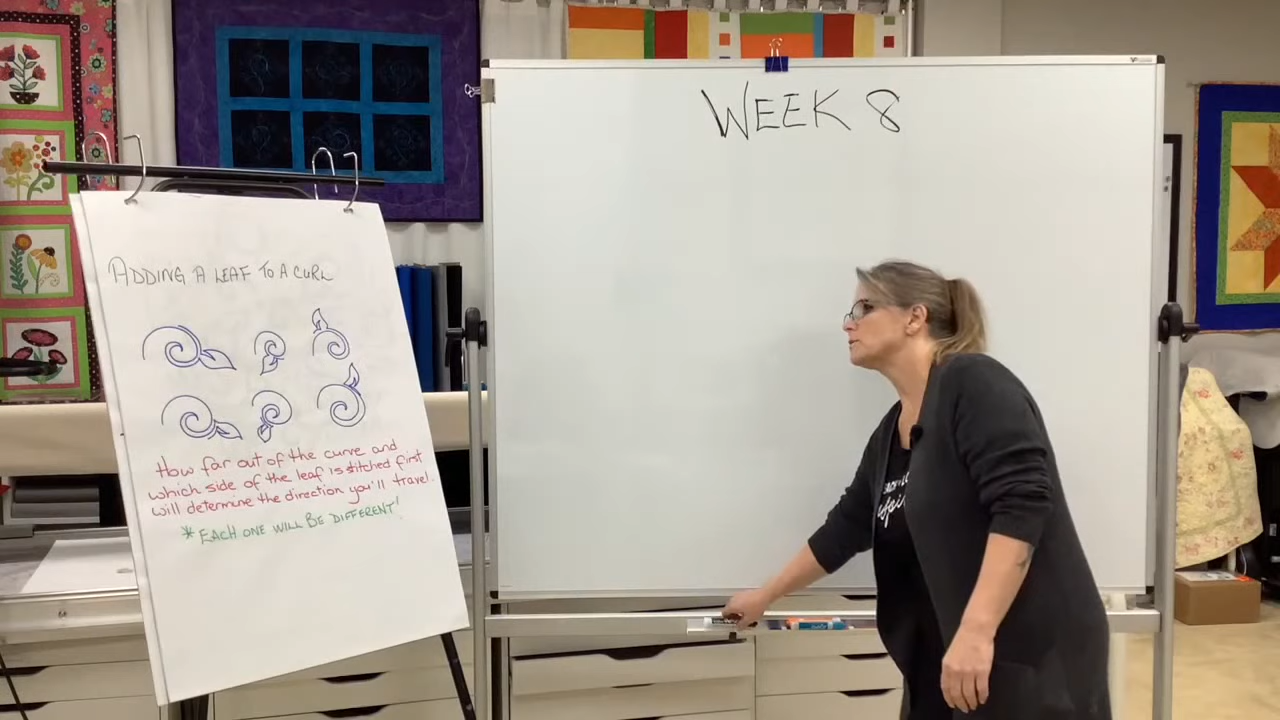 WEEK 8
ADDING A LEAF TO A CURL
How far out of the curve and
which side of the leaf is stitched first
will determine the direction you'll travel.
*EACH ONE WILL BE DIFFERENT!